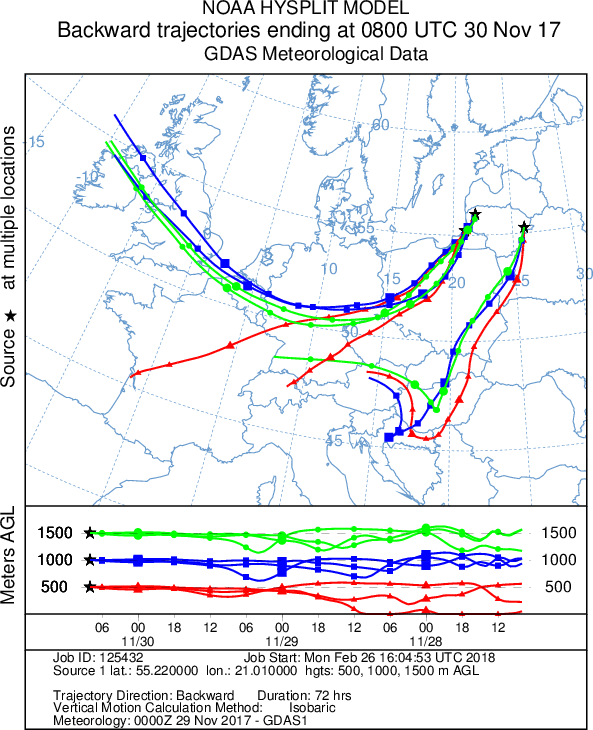 NOAA HYSPLIT MODEL
Backward trajectories ending at 0800 UTC 30 Nov 17
GDAS Meteorological Data
Source ★ at multiple locations
15
-10
60
55
10
15
20
25
30
50
45
Meters AGL
1500 1500
1000 1000
500 500
06 00 18 12 06 00 18 12 06 00 18 12
11/30 11/29 11/28
Job ID: 125432 Job Start: Mon Feb 26 16:04:53 UTC 2018
Source 1 lat.: 55.220000 lon.: 21.010000 hgts: 500, 1000, 1500 m AGL
Trajectory Direction: Backward Duration: 72 hrs
Vertical Motion Calculation Method: Isobaric
Meteorology: 0000Z 29 Nov 2017 - GDAS1